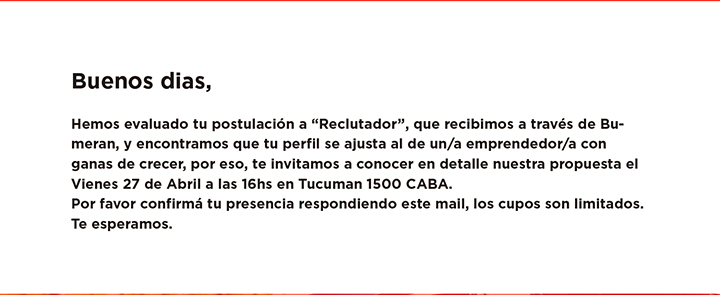 Buenos dias,
Hemos evaluado tu postulación a “Reclutador”, que recibimos a través de Bu-
meran, y encontramos que tu perfil se ajusta al de un/a emprendedor/a con
ganas de crecer, por eso, te invitamos a conocer en detalle nuestra propuesta el
Vienes 27 de Abril a las 16hs en Tucuman 1500 CABA.
Por favor confirmá tu presencia respondiendo este mail, los cupos son limitados.
Te esperamos.